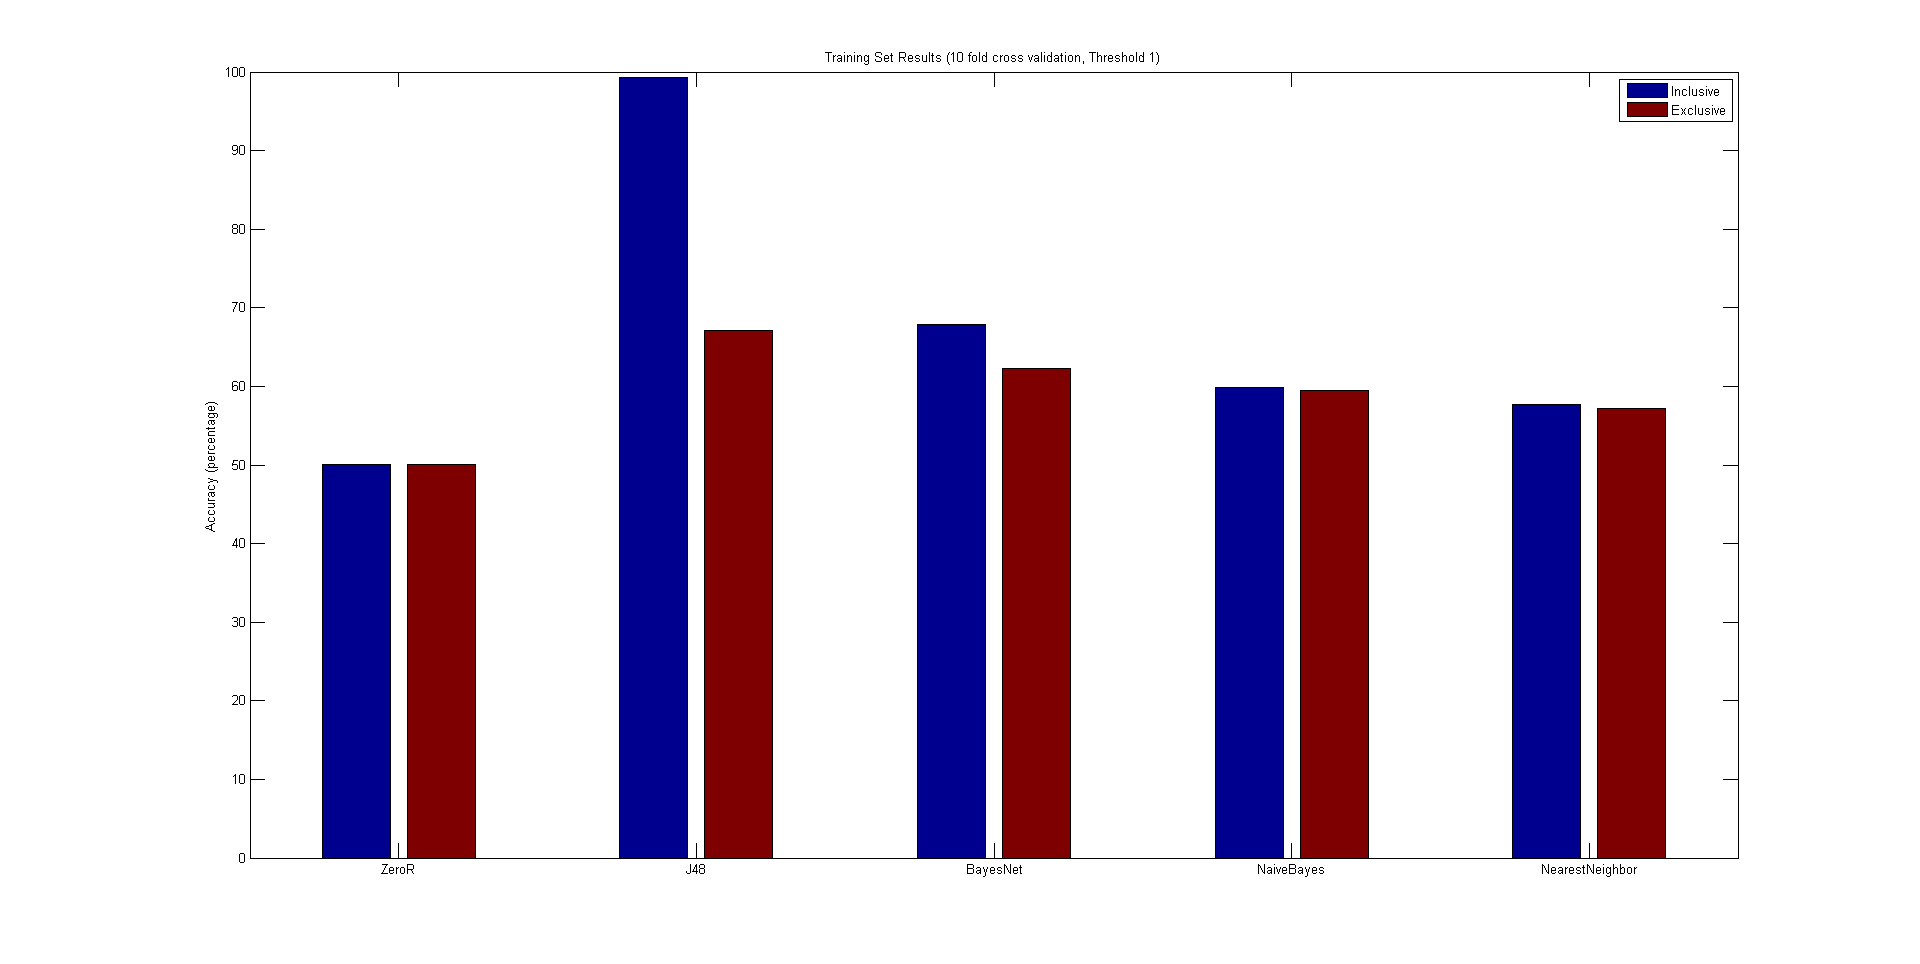 Training Set Results (10 fold cross validation, Threshold 1)
Inclusive
Exclusive
Accuracy (percentage)
100
90
80
70
60
50
40
30
20
10
0
ZeroR
J48
BayesNet
NaiveBayes
NearestNeighbor